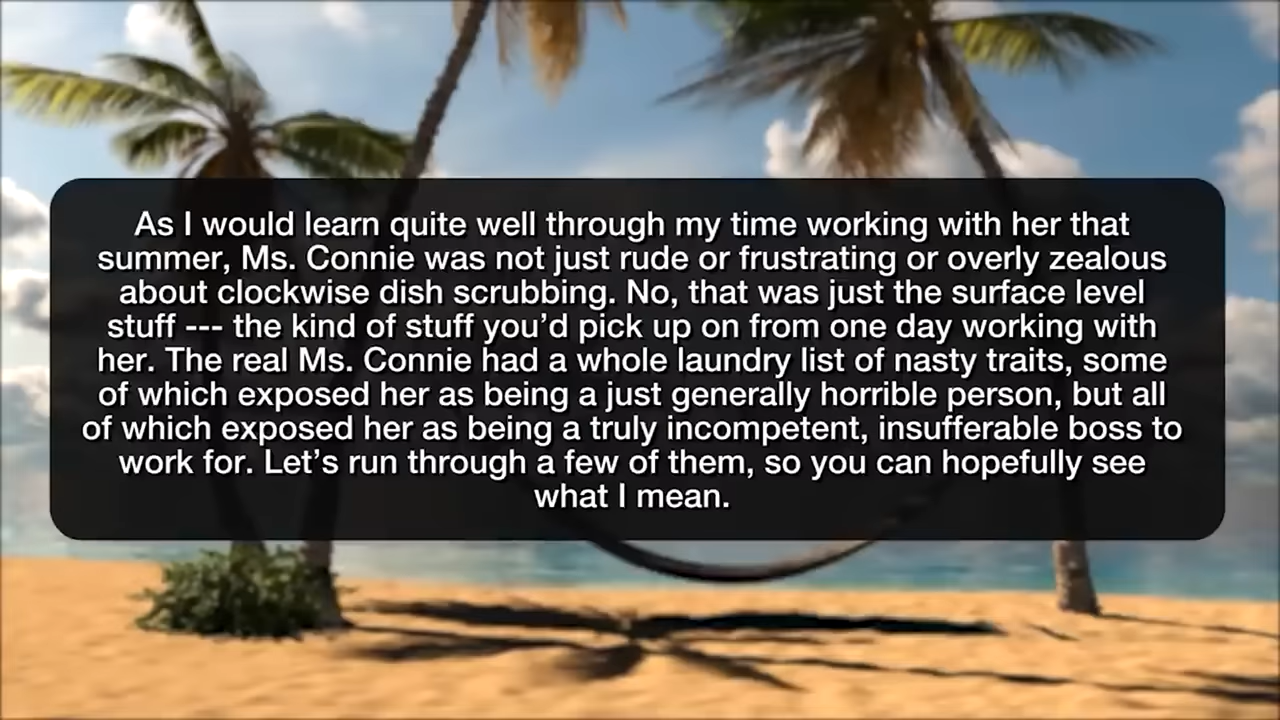 As I would learn quite well through my time working with her that
summer, Ms. Connie was not just rude or frustrating or overly zealous
about clockwise dish scrubbing. No, that was just the surface level
stuff --- the kind of stuff you’d pick up on from one day working with
her. The real Ms. Connie had a whole laundry list of nasty traits, some
of which exposed her as being a just generally horrible person, but all
of which exposed her as being a truly incompetent, insufferable boss to
work for. Let’s run through a few of them, so you can hopefully see
what I mean.